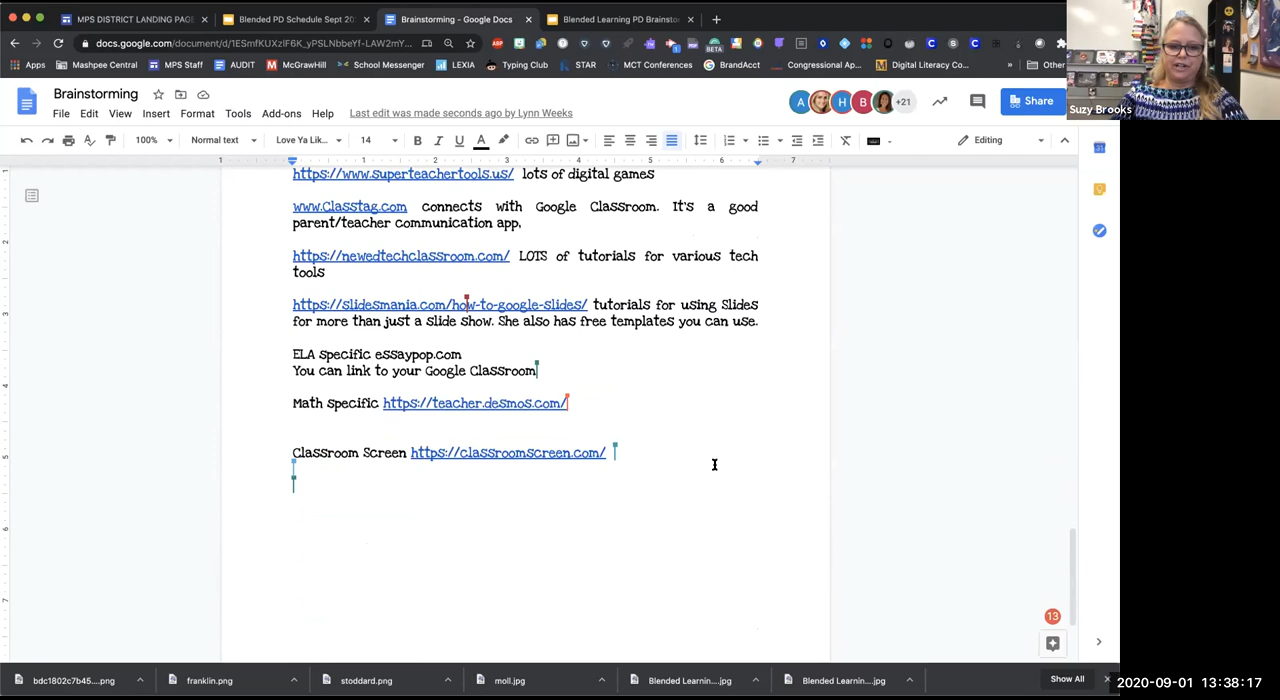 MPS DISTRICT LANDING PAG
Blended PD Schedule Sept 20
Brainstorming - Google Docs
Blended Learning PD Brainsto
docs.google.com/document/d/1ESmfKUXzIF6K_yPSLNbbeYf-LAW2mY...
Apps
Mashpee Central
MPS Staff
AUDIT
McGrawHill
School Messenger
LEXIA
Typing Club
STAR
MCT Conferences
BrandAcct
Congressional Ap...
Digital Literacy Co...
»
Other
Suzy Brooks
Brainstorming
File Edit View Insert Format Tools Add-ons Help Last edit was made seconds ago by Lynn Weeks
A H B +21
Share
100% Normal text Love Ya Lik... 14 B I U A Editing
1 1 2 3 4 5 6 7
https://www.superteachertools.us/ lots of digital games
www.Classtag.com connects with Google Classroom. It's a good
parent/teacher communication app,
https://newedtechclassroom.com/ LOTS of tutorials for various tech
tools
https://slidesmania.com/how-to-google-slides/ tutorials for using Slides
for more than just a slide show. She also has free templates you can use.
ELA specific essaypop.com
You can link to your Google Classroom
Math specific https://teacher.desmos.com/
Classroom Screen https://classroomscreen.com/
13
bdc1802c7b45....png
franklin.png
stoddard.png
moll.jpg
Blended Learnin....jpg
Blended Learnin....jpg
Show All
2020-09-01 13:38:17